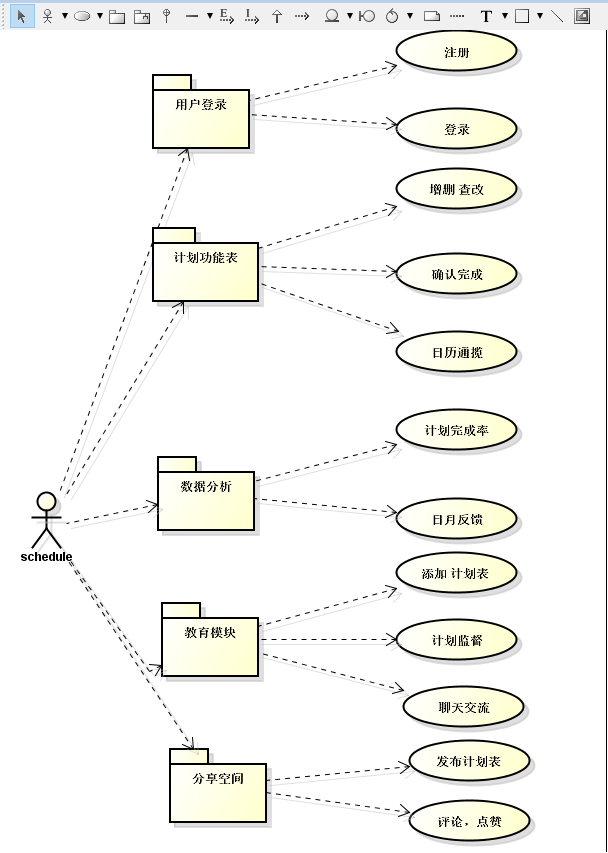 E
I
T
注册
用户登录
登录
增删 查改
计划功能表
确认完成
日历通揽
计划完成率
数据分析
日月反馈
schedule
添加 计划表
教育模块
计划监督
聊天交流
发布计划表
分享空间
评论，点赞